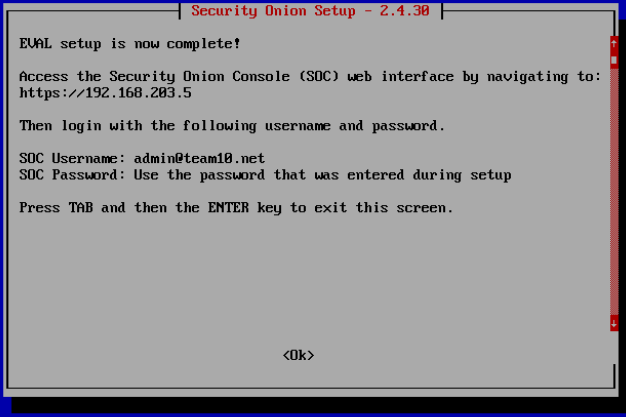 Security Onion Setup - 2.4.30
EVAL setup is now complete!
Access the Security Onion Console (SOC) web interface by navigating to:
https://192.168.203.5
Then login with the following username and password.
SOC Username: admin@team10.net
SOC Password: Use the password that was entered during setup
Press TAB and then the ENTER key to exit this screen.
<Ok>